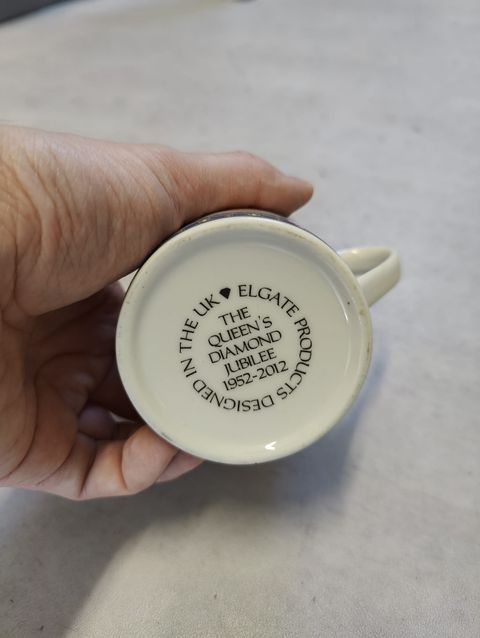 ELGATE PRODUCTS DESIGNED IN THE UK
THE
QUEEN'S
DIAMOND
JUBILEE
1952-2012